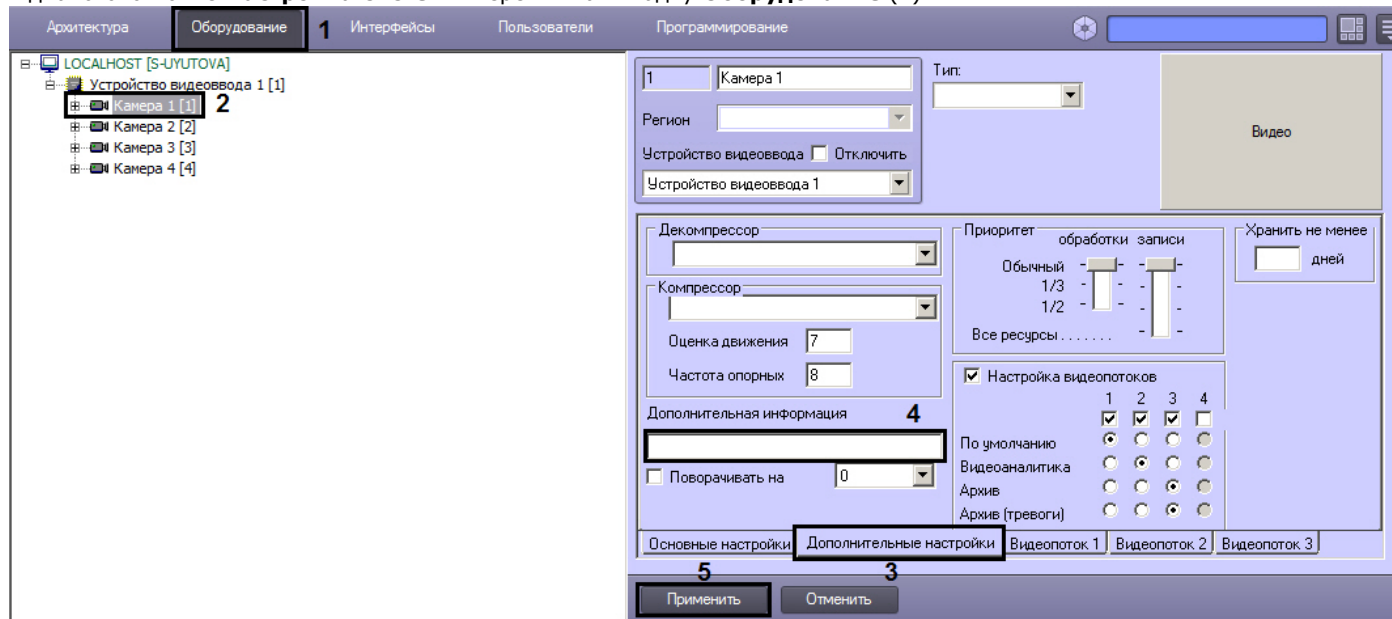 Архитектура Оборудование 1 Интерфейсы Пользователи Программирование
LOCALHOST [S-UYUTOVA]
Устройство видеоввода 1 [1]
Камера 1 [1] 2
Камера 2 [2]
Камера 3 [3]
Камера 4 [4]
1 Камера 1
Тип:
Регион
Видео
Устройство видеоввода Отключить
Устройство видеоввода 1
Декомпрессор
Компрессор
Оценка движения 7
Частота опорных 8
Дополнительная информация 4
Поворачивать на 0
Приоритет
обработки записи
Обычный
1/3
1/2
Все ресурсы . . . . . . .
Хранить не менее
дней
Настройка видеопотоков
1 2 3 4
По умолчанию
Видеоаналитика
Архив
Архив (тревоги)
Основные настройки Дополнительные настройки Видеопоток 1 Видеопоток 2 Видеопоток 3
5 3
Применить Отменить